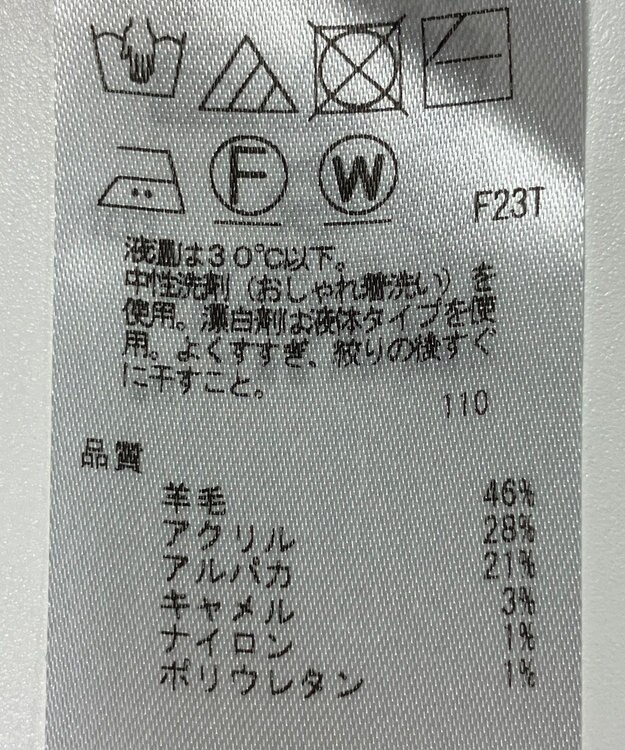 F
W
F23T
液温は30℃以下。
中性洗剤（おしゃれ着洗い）を
使用。漂白剤は液体タイプを使
用。よくすすぎ、絞りの後すぐ
に干すこと。
110
品質
羊毛 46%
アクリル 28%
アルパカ 21%
キャメル 3%
ナイロン 1%
ポリウレタン 1%